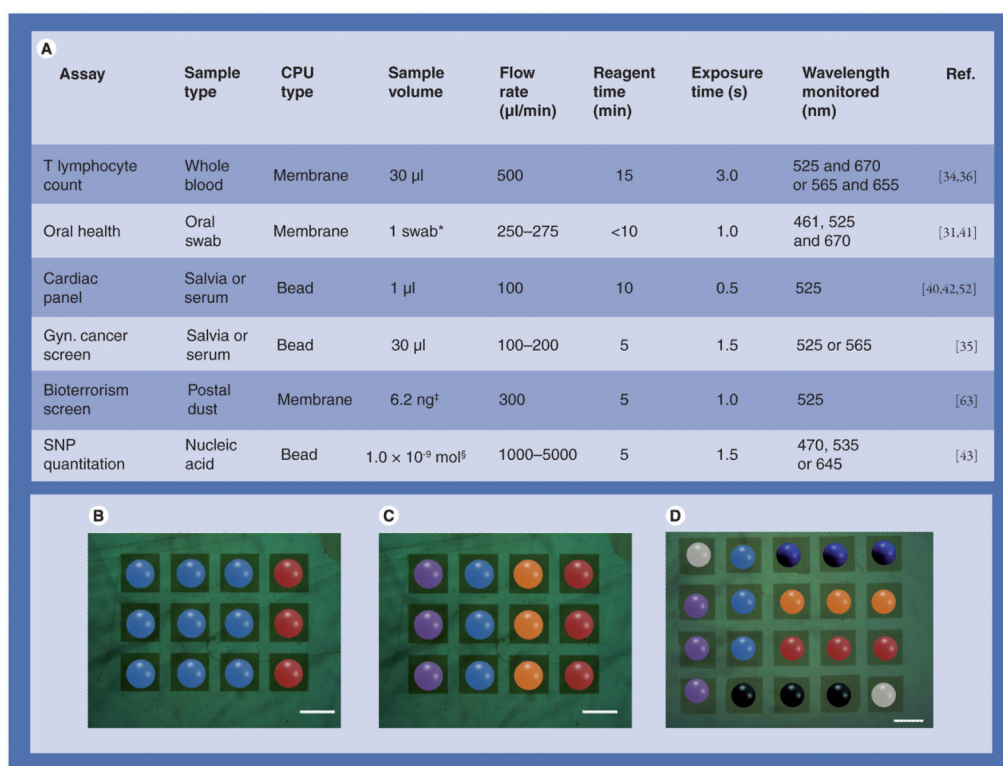 A
Assay Sample type CPU type Sample volume Flow rate (µl/min) Reagent time (min) Exposure time (s) Wavelength monitored (nm) Ref.
T lymphocyte count Whole blood Membrane 30 µl 500 15 3.0 525 and 670 or 565 and 655 [34,36]
Oral health Oral swab Membrane 1 swab* 250–275 <10 1.0 461, 525 and 670 [31,41]
Cardiac panel Salvia or serum Bead 1 µl 100 10 0.5 525 [40,42,52]
Gyn. cancer screen Salvia or serum Bead 30 µl 100–200 5 1.5 525 or 565 [35]
Bioterrorism screen Postal dust Membrane 6.2 ng‡ 300 5 1.0 525 [63]
SNP quantitation Nucleic acid Bead 1.0 × 10⁻⁹ mol§ 1000–5000 5 1.5 470, 535 or 645 [43]
B
C
D